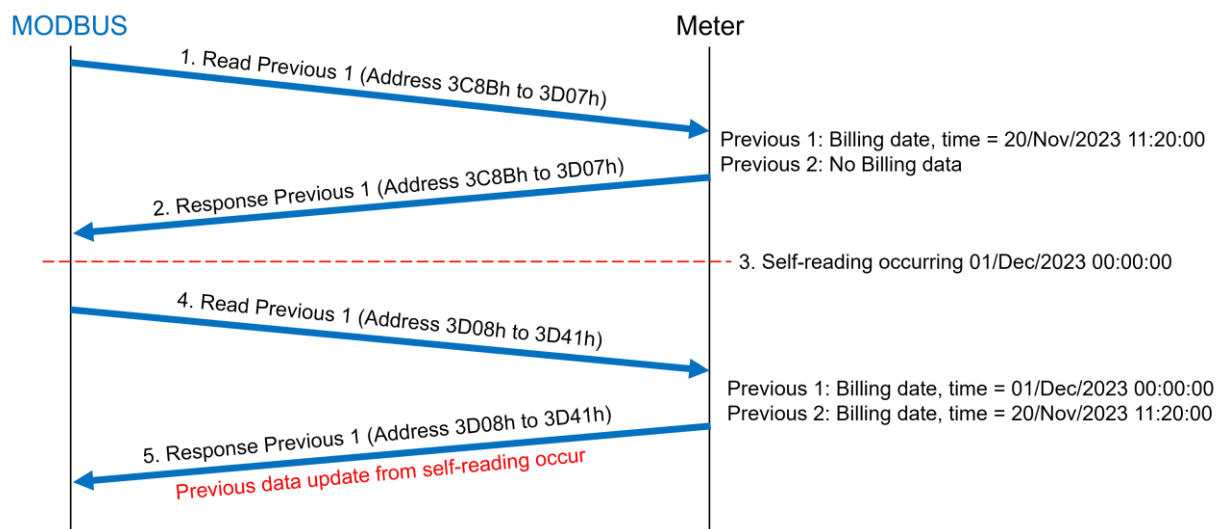 MODBUS
Meter
1. Read Previous 1 (Address 3C8Bh to 3D07h)
Previous 1: Billing date, time = 20/Nov/2023 11:20:00
Previous 2: No Billing data
2. Response Previous 1 (Address 3C8Bh to 3D07h)
3. Self-reading occurring 01/Dec/2023 00:00:00
4. Read Previous 1 (Address 3D08h to 3D41h)
Previous 1: Billing date, time = 01/Dec/2023 00:00:00
Previous 2: Billing date, time = 20/Nov/2023 11:20:00
5. Response Previous 1 (Address 3D08h to 3D41h)
Previous data update from self-reading occur